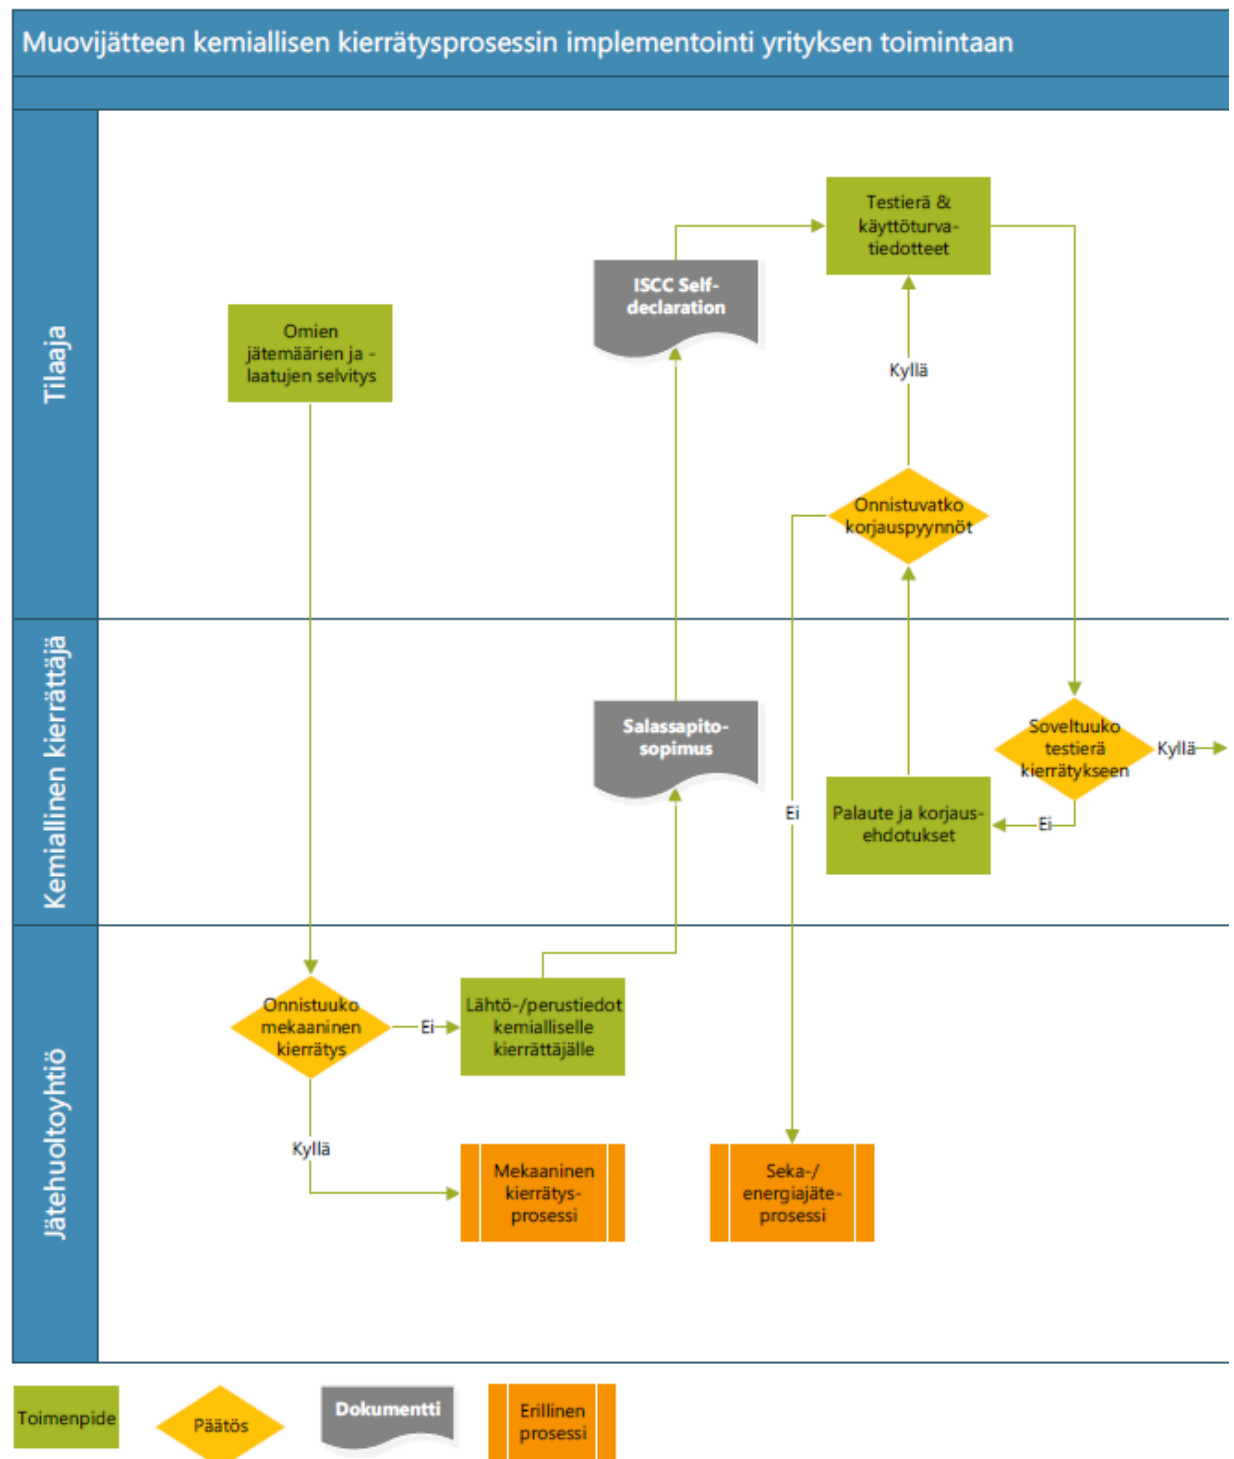 Muovijätteen kemiallisen kierrätysprosessin implementointi yrityksen toimintaan
Tilaaja
Omien
jätemäärien ja -
laatujen selvitys
ISCC Self-
declaration
Testierä &
käyttöturva-
tiedotteet
Kyllä
Onnistuvatko
korjauspyynnöt
Kemiallinen kierrättäjä
Salassapito-
sopimus
Ei
Palaute ja korjaus-
ehdotukset
Ei
Soveltuuko
testierä
kierrätykseen
Kyllä
Jätehuoltoyhtiö
Onnistuuko
mekaaninen
kierrätys
Ei
Lähtö-/perustiedot
kemialliselle
kierrättäjälle
Kyllä
Mekaaninen
kierrätys-
prosessi
Seka-/
energiajäte-
prosessi
Toimenpide
Päätös
Dokumentti
Erillinen
prosessi